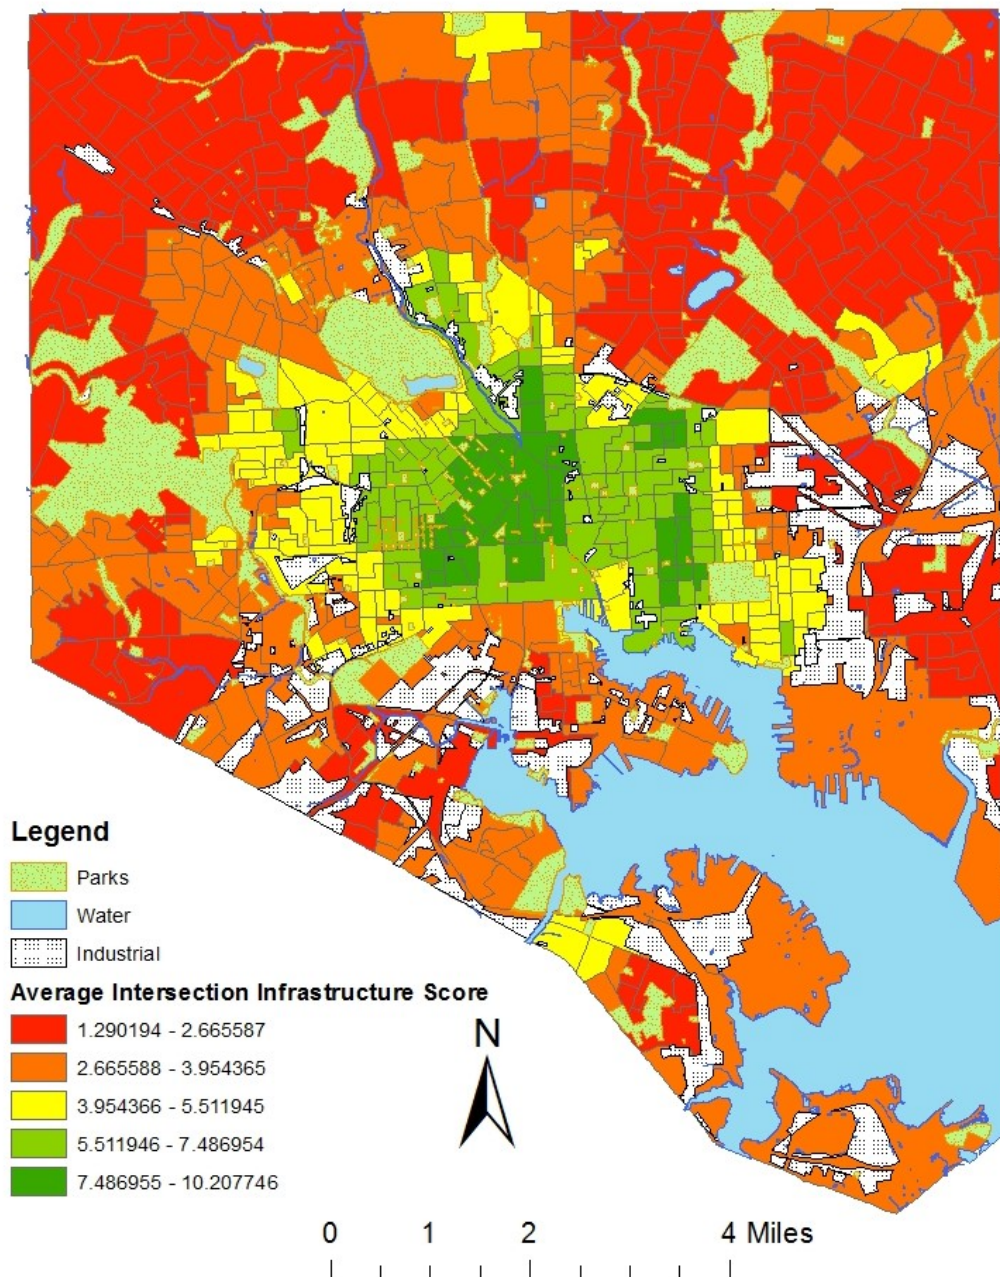 Legend
Parks
Water
Industrial
Average Intersection Infrastructure Score
1.290194 - 2.665587
2.665588 - 3.954365
3.954366 - 5.511945
5.511946 - 7.486954
7.486955 - 10.207746
N
0 1 2 4 Miles